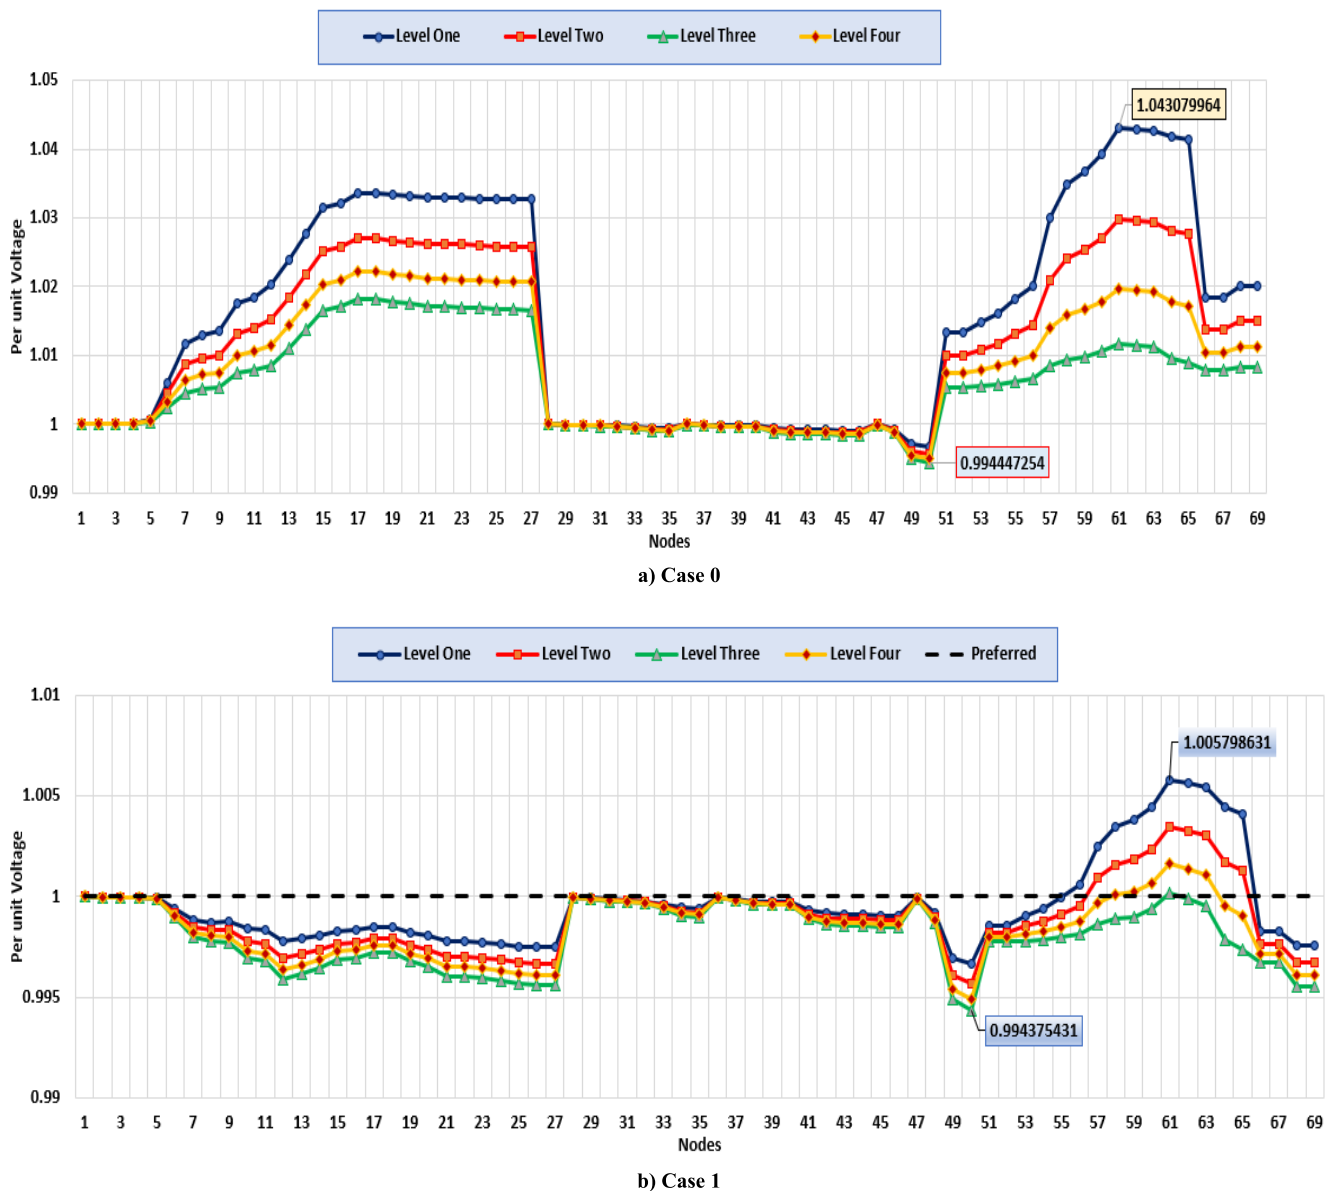 Level One Level Two Level Three Level Four
1.05
1.043079964
1.04
1.03
1.02
1.01
1
0.994447254
0.99
Per unit Voltage
1 3 5 7 9 11 13 15 17 19 21 23 25 27 29 31 33 35 37 39 41 43 45 47 49 51 53 55 57 59 61 63 65 67 69
Nodes
a) Case 0
Level One Level Two Level Three Level Four Preferred
1.01
1.005798631
1.005
1
0.995
0.994375431
0.99
Per unit Voltage
1 3 5 7 9 11 13 15 17 19 21 23 25 27 29 31 33 35 37 39 41 43 45 47 49 51 53 55 57 59 61 63 65 67 69
Nodes
b) Case 1